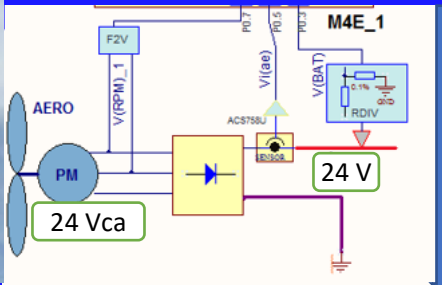 M4E_1
P0.7
P0.5
P0.3
F2V
V(RPM)_1
Vi(ae)
V(BAT)
0.1%
GND
RDIV
AERO
ACS758U
SENSOR
PM
24 Vca
24 V